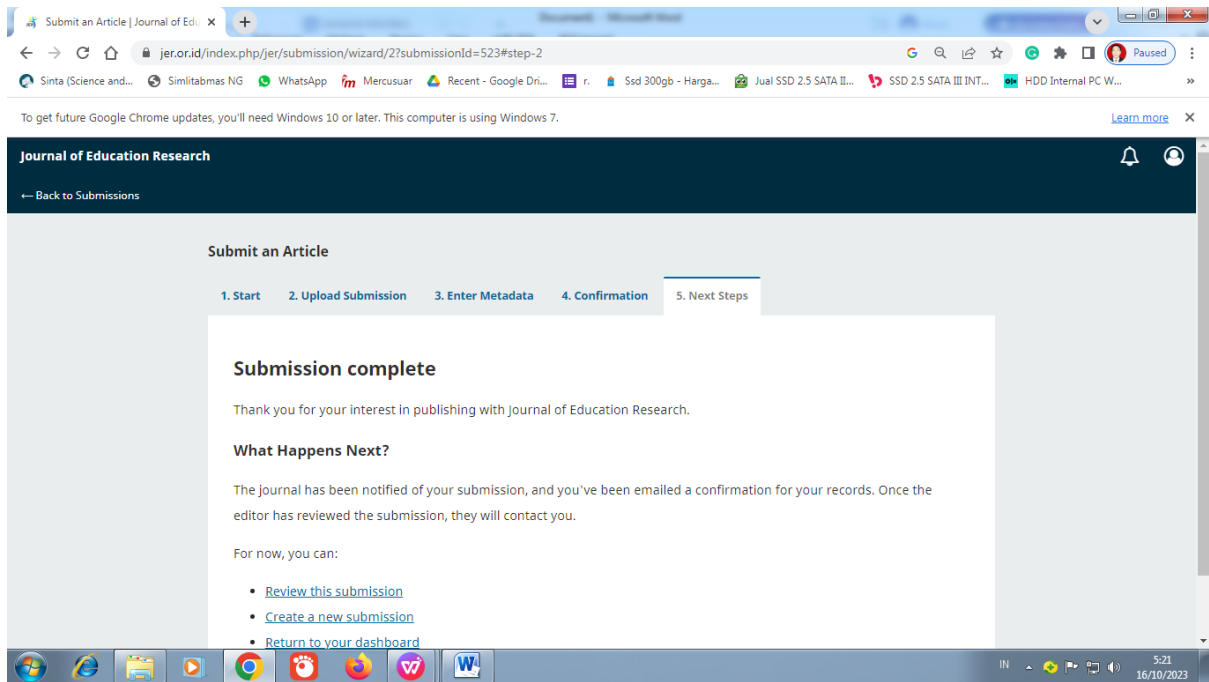 Submit an Article | Journal of Edu
jer.or.id/index.php/jer/submission/wizard/2?submissionId=523#step-2
Paused
Sinta (Science and... Simlitabmas NG WhatsApp Mercusuar Recent - Google Dri... r. Ssd 300gb - Harga... Jual SSD 2.5 SATA II... SSD 2.5 SATA III INT... HDD Internal PC W... »
To get future Google Chrome updates, you'll need Windows 10 or later. This computer is using Windows 7. Learn more
Journal of Education Research
← Back to Submissions
Submit an Article
1. Start 2. Upload Submission 3. Enter Metadata 4. Confirmation 5. Next Steps
Submission complete
Thank you for your interest in publishing with Journal of Education Research.
What Happens Next?
The journal has been notified of your submission, and you've been emailed a confirmation for your records. Once the
editor has reviewed the submission, they will contact you.
For now, you can:
• Review this submission
• Create a new submission
• Return to your dashboard
IN 5:21
16/10/2023